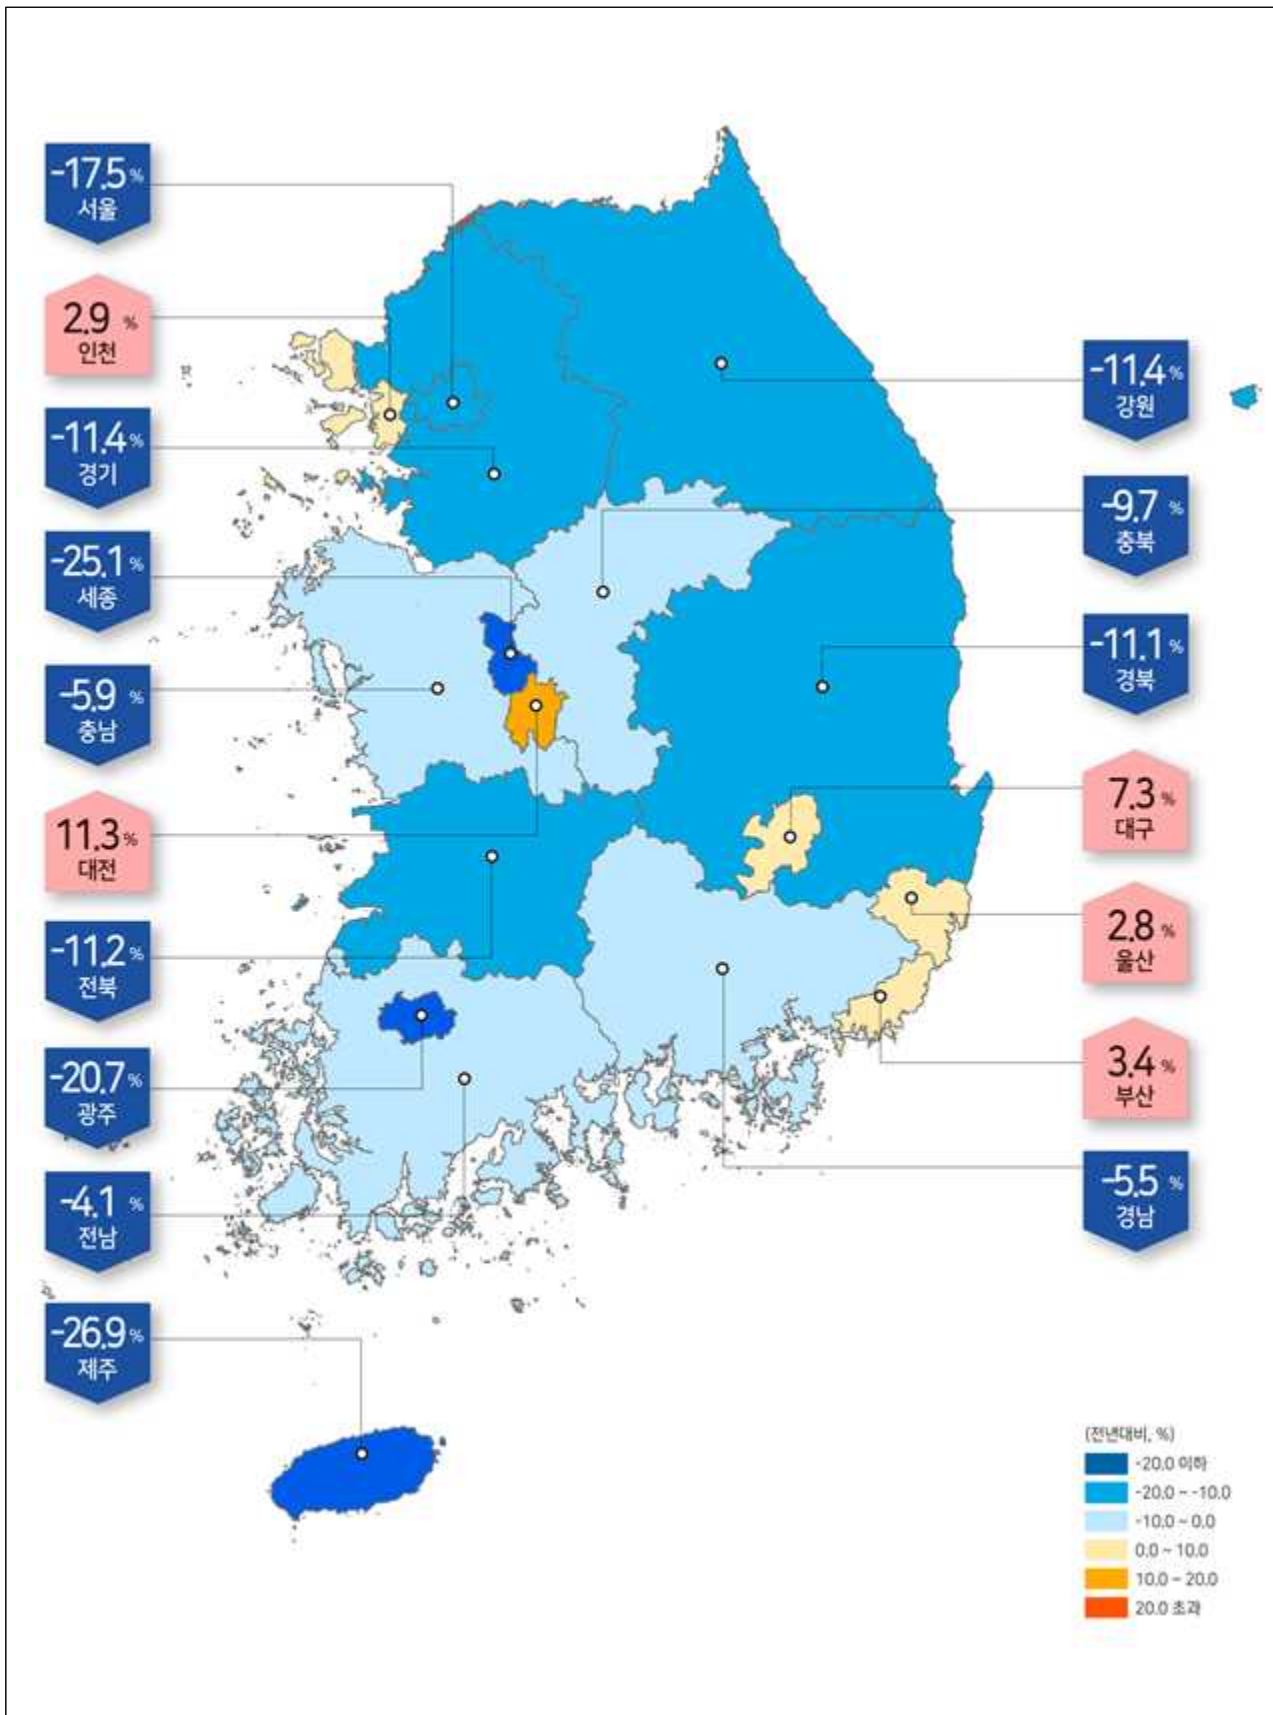 -17.5 %
서울
2.9 %
인천
-11.4 %
경기
-25.1 %
세종
-5.9 %
충남
11.3 %
대전
-11.2 %
전북
-20.7 %
광주
-4.1 %
전남
-26.9 %
제주
-11.4 %
강원
-9.7 %
충북
-11.1 %
경북
7.3 %
대구
2.8 %
울산
3.4 %
부산
-5.5 %
경남
(전년대비, %)
-20.0 이하
-20.0 ~ -10.0
-10.0 ~ 0.0
0.0 ~ 10.0
10.0 ~ 20.0
20.0 초과